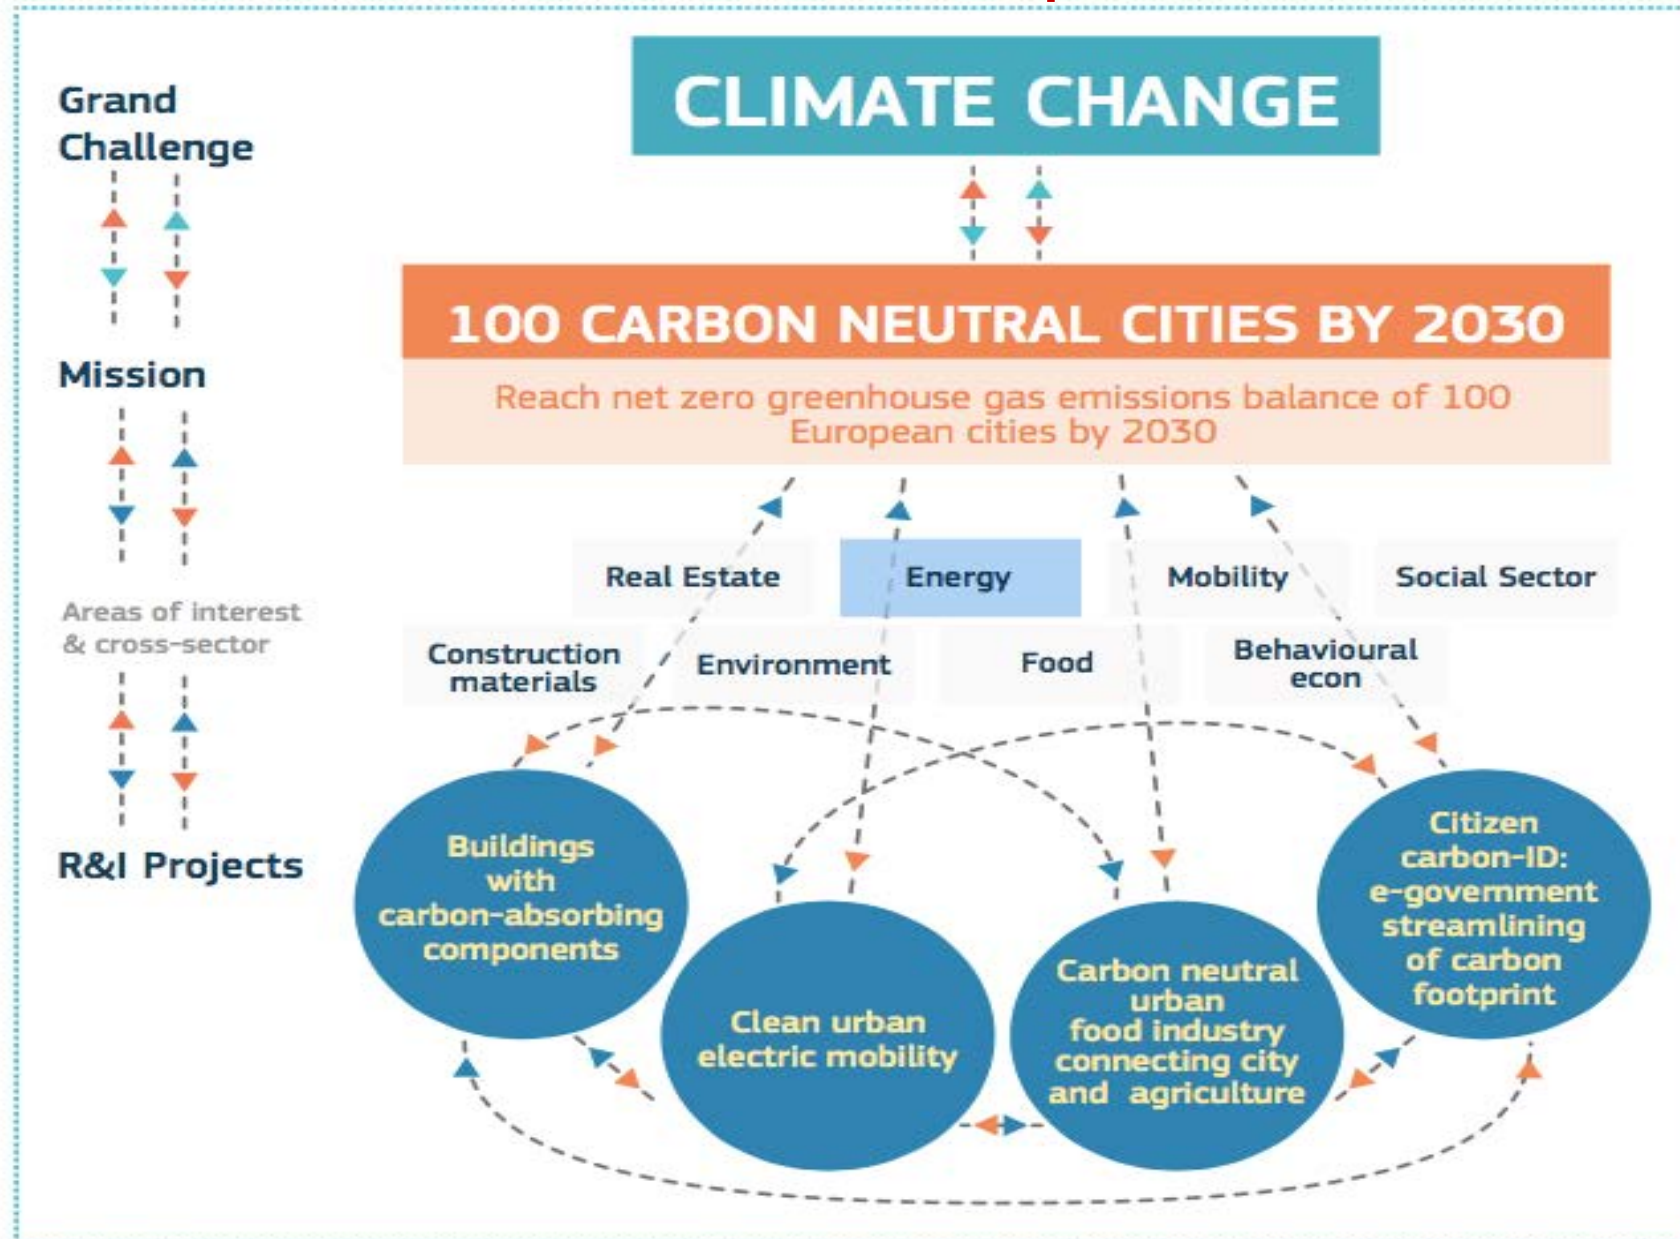 CLIMATE CHANGE
Grand
Challenge
100 CARBON NEUTRAL CITIES BY 2030
Mission
Reach net zero greenhouse gas emissions balance of 100
European cities by 2030
Real Estate
Energy
Mobility
Social Sector
Areas of interest
& cross-sector
Construction
materials
Environment
Food
Behavioural
econ
R&I Projects
Buildings
with
carbon-absorbing
components
Clean urban
electric mobility
Carbon neutral
urban
food industry
connecting city
and agriculture
Citizen
carbon-ID:
e-government
streamlining
of carbon
footprint